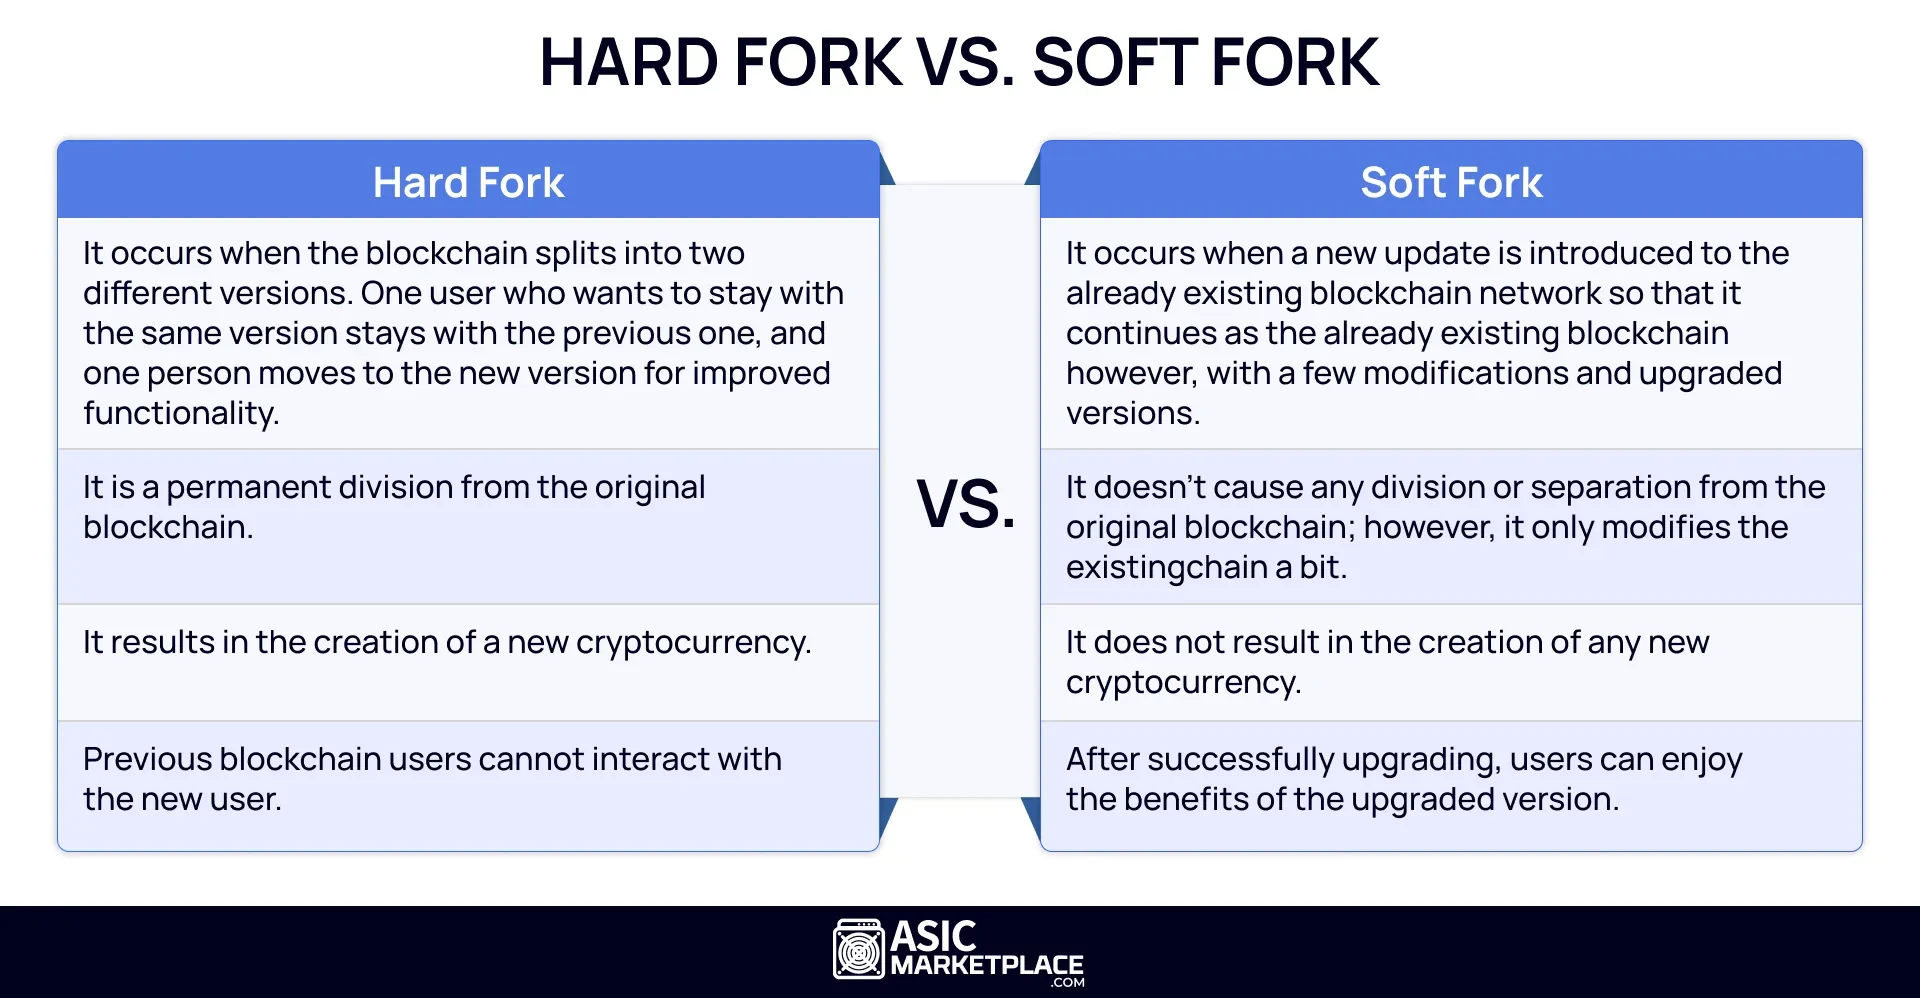 HARD FORK VS. SOFT FORK
Hard Fork
It occurs when the blockchain splits into two
different versions. One user who wants to stay with
the same version stays with the previous one, and
one person moves to the new version for improved
functionality.
It is a permanent division from the original
blockchain.
It results in the creation of a new cryptocurrency.
Previous blockchain users cannot interact with
the new user.
VS.
Soft Fork
It occurs when a new update is introduced to the
already existing blockchain network so that it
continues as the already existing blockchain
however, with a few modifications and upgraded
versions.
It doesn't cause any division or separation from the
original blockchain; however, it only modifies the
existingchain a bit.
It does not result in the creation of any new
cryptocurrency.
After successfully upgrading, users can enjoy
the benefits of the upgraded version.
ASIC
MARKETPLACE
.COM